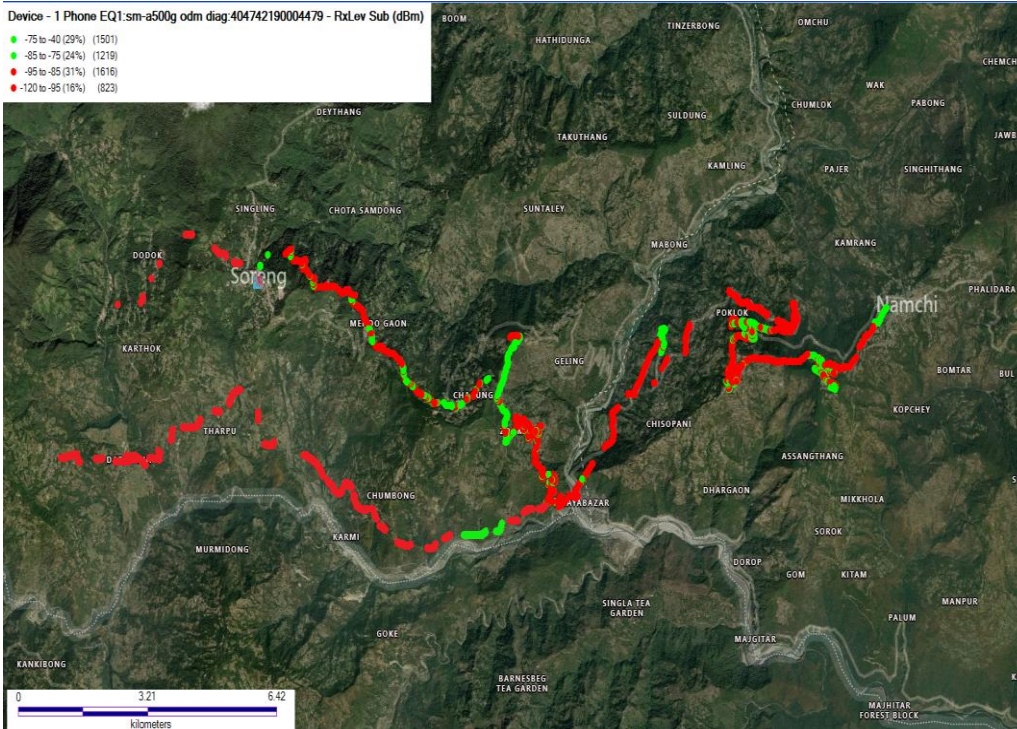 Device - 1 Phone EQ1:sm-a500g odm diag:404742190004479 - RxLev Sub (dBm)
-75 to -40 (29%) (1501)
-85 to -75 (24%) (1219)
-95 to -85 (31%) (1616)
-120 to -95 (16%) (823)
BOOM
TINZERBONG
OMCHU
HATHIDUNGA
CHEMCH
WAK
CHUMLOK
PABONG
DEYTHANG
SULDUNG
TAKUTHANG
JAWB
KAMLING
PAJER
SINGHITHANG
SINGLING
CHOTA SAMDONG
SUNTALEY
MABONG
KAMRANG
DODOK
Soreng
PHALIDARA
Namchi
POKLOK
GAON
KARTHOK
GELING
BOMTAR
BUL
KOPCHEY
CHISOPANI
THARPU
ASSANGTHANG
DHARGAON
CHUMBONG
MIKKHOLA
AYABAZAR
SOROK
KARMI
MURMIDONG
DOROP
GOM
KITAM
MANPUR
SINGLA TEA
GARDEN
PALUM
GOKE
MAJGITAR
KANKIBONG
BARNESBEG
TEA GARDEN
MAJHITAR
FOREST BLOCK
0 3.21 6.42
kilometers